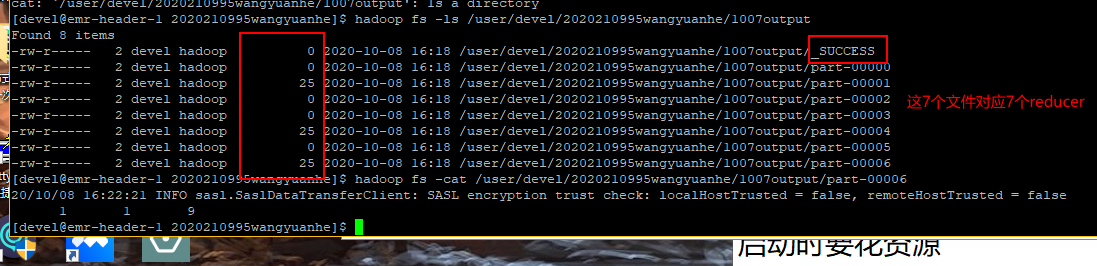 cat: '/user/devel/2020210995wangyuanhe': Is a directory
[devel@emr-header-1 2020210995wangyuanhe]$ hadoop fs -ls /user/devel/2020210995wangyuanhe/1007output
Found 8 items
-rw-r----- 2 devel hadoop 0 2020-10-08 16:18 /user/devel/2020210995wangyuanhe/1007output/_SUCCESS
-rw-r----- 2 devel hadoop 0 2020-10-08 16:18 /user/devel/2020210995wangyuanhe/1007output/part-00000
-rw-r----- 2 devel hadoop 25 2020-10-08 16:18 /user/devel/2020210995wangyuanhe/1007output/part-00001
-rw-r----- 2 devel hadoop 0 2020-10-08 16:18 /user/devel/2020210995wangyuanhe/1007output/part-00002
-rw-r----- 2 devel hadoop 0 2020-10-08 16:18 /user/devel/2020210995wangyuanhe/1007output/part-00003
-rw-r----- 2 devel hadoop 25 2020-10-08 16:18 /user/devel/2020210995wangyuanhe/1007output/part-00004
-rw-r----- 2 devel hadoop 0 2020-10-08 16:18 /user/devel/2020210995wangyuanhe/1007output/part-00005
-rw-r----- 2 devel hadoop 25 2020-10-08 16:18 /user/devel/2020210995wangyuanhe/1007output/part-00006
这7个文件对应7个reducer
[devel@emr-header-1 2020210995wangyuanhe]$ hadoop fs -cat /user/devel/2020210995wangyuanhe/1007output/part-00006
20/10/08 16:22:21 INFO sasl.SaslDataTransferClient: SASL encryption trust check: localHostTrusted = false, remoteHostTrusted = false
1 1 9
[devel@emr-header-1 2020210995wangyuanhe]$
启动时要花资源